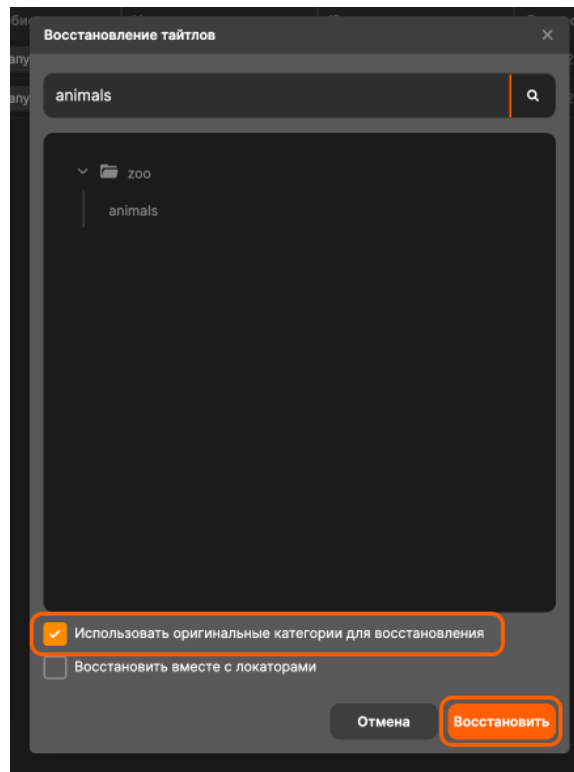 Восстановление тайтлов
animals
zoo
animals
Использовать оригинальные категории для восстановления
Восстановить вместе с локаторами
Отмена
Восстановить